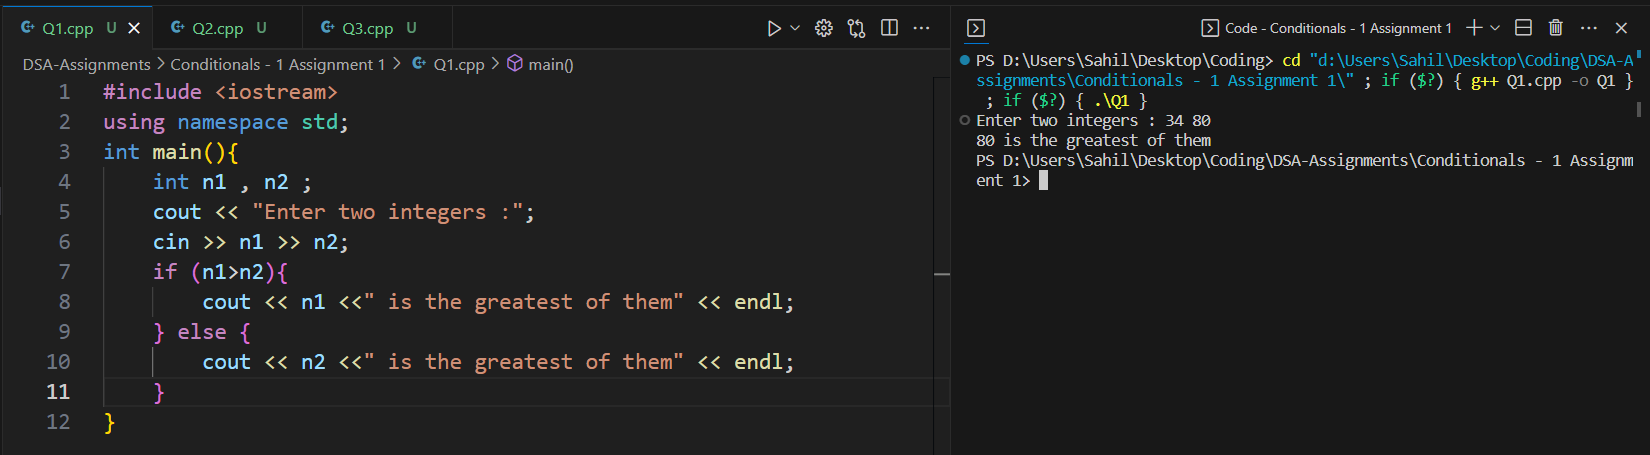 Q1.cpp U Q2.cpp U Q3.cpp U
DSA-Assignments > Conditionals - 1 Assignment 1 > Q1.cpp > main()
1 #include <iostream>
2 using namespace std;
3 int main(){
4     int n1 , n2 ;
5     cout << "Enter two integers :";
6     cin >> n1 >> n2;
7     if (n1>n2){
8         cout << n1 <<" is the greatest of them" << endl;
9     } else {
10         cout << n2 <<" is the greatest of them" << endl;
11     }
12 }
Code - Conditionals - 1 Assignment 1
PS D:\Users\Sahil\Desktop\Coding> cd "d:\Users\Sahil\Desktop\Coding\DSA-A
ssignments\Conditionals - 1 Assignment 1\" ; if ($?) { g++ Q1.cpp -o Q1 }
 ; if ($?) { .\Q1 }
Enter two integers : 34 80
80 is the greatest of them
PS D:\Users\Sahil\Desktop\Coding\DSA-Assignments\Conditionals - 1 Assignm
ent 1>